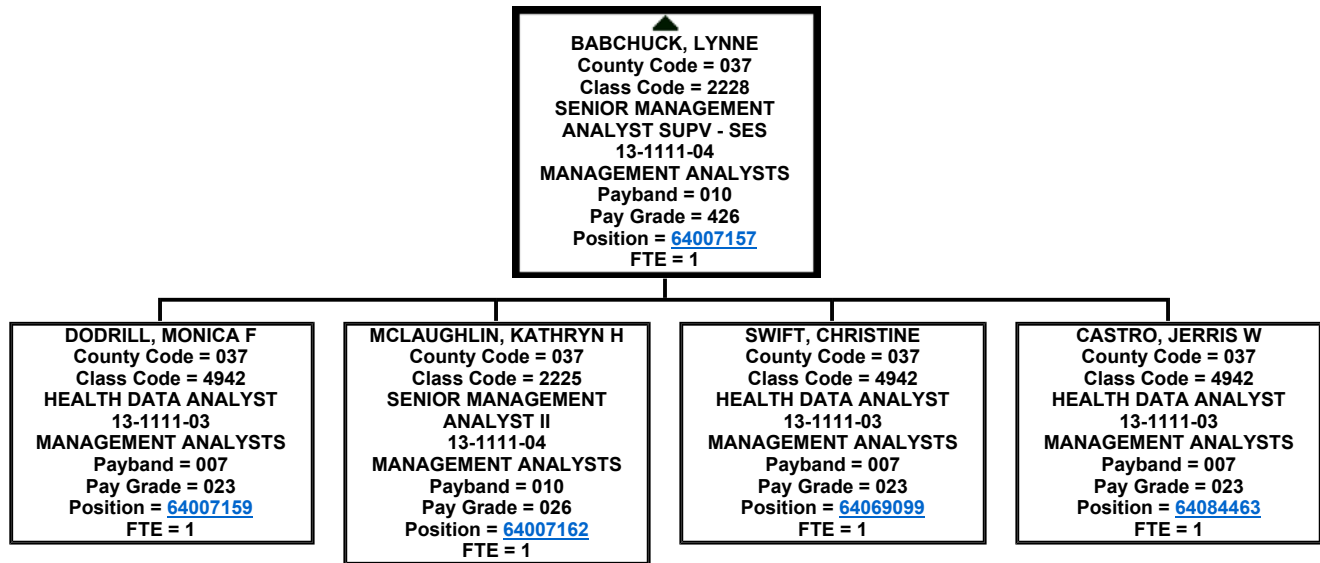 BABCHUCK, LYNNE
County Code = 037
Class Code = 2228
SENIOR MANAGEMENT
ANALYST SUPV - SES
13-1111-04
MANAGEMENT ANALYSTS
Payband = 010
Pay Grade = 426
Position = 64007157
FTE = 1
DODRILL, MONICA F
County Code = 037
Class Code = 4942
HEALTH DATA ANALYST
13-1111-03
MANAGEMENT ANALYSTS
Payband = 007
Pay Grade = 023
Position = 64007159
FTE = 1
MCLAUGHLIN, KATHRYN H
County Code = 037
Class Code = 2225
SENIOR MANAGEMENT
ANALYST II
13-1111-04
MANAGEMENT ANALYSTS
Payband = 010
Pay Grade = 026
Position = 64007162
FTE = 1
SWIFT, CHRISTINE
County Code = 037
Class Code = 4942
HEALTH DATA ANALYST
13-1111-03
MANAGEMENT ANALYSTS
Payband = 007
Pay Grade = 023
Position = 64069099
FTE = 1
CASTRO, JERRIS W
County Code = 037
Class Code = 4942
HEALTH DATA ANALYST
13-1111-03
MANAGEMENT ANALYSTS
Payband = 007
Pay Grade = 023
Position = 64084463
FTE = 1